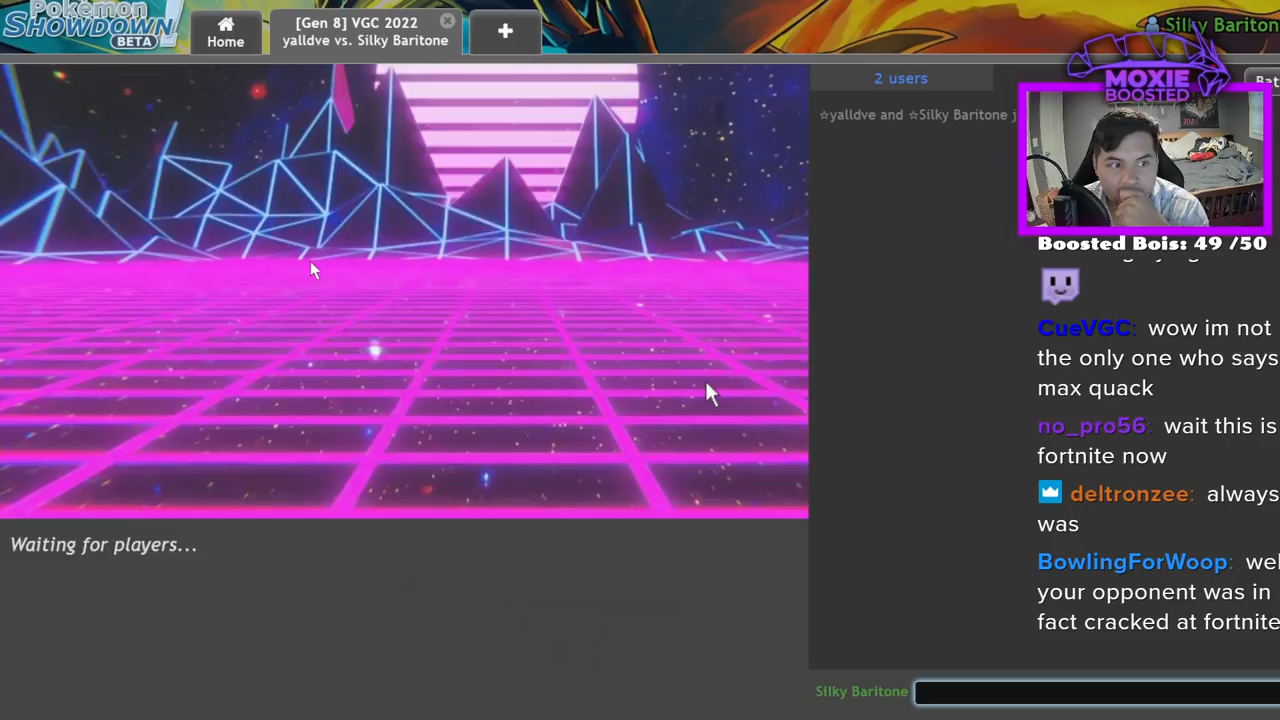 Pokémon
SHOWDOWN!
BETA
Home
[Gen 8] VGC 2022
yalldve vs. Silky Baritone
+
Silky Bariton
2 users
☆yalldve and ☆Silky Baritone j
Bat
MOXIE
BOOSTED
Boosted Bois: 49 /50
CueVGC: wow im not
the only one who says
max quack
no_pro56: wait this is
fortnite now
deltronzee: always
was
BowlingForWoop: wel
your opponent was in
fact cracked at fortnite
Waiting for players...
Silky Baritone